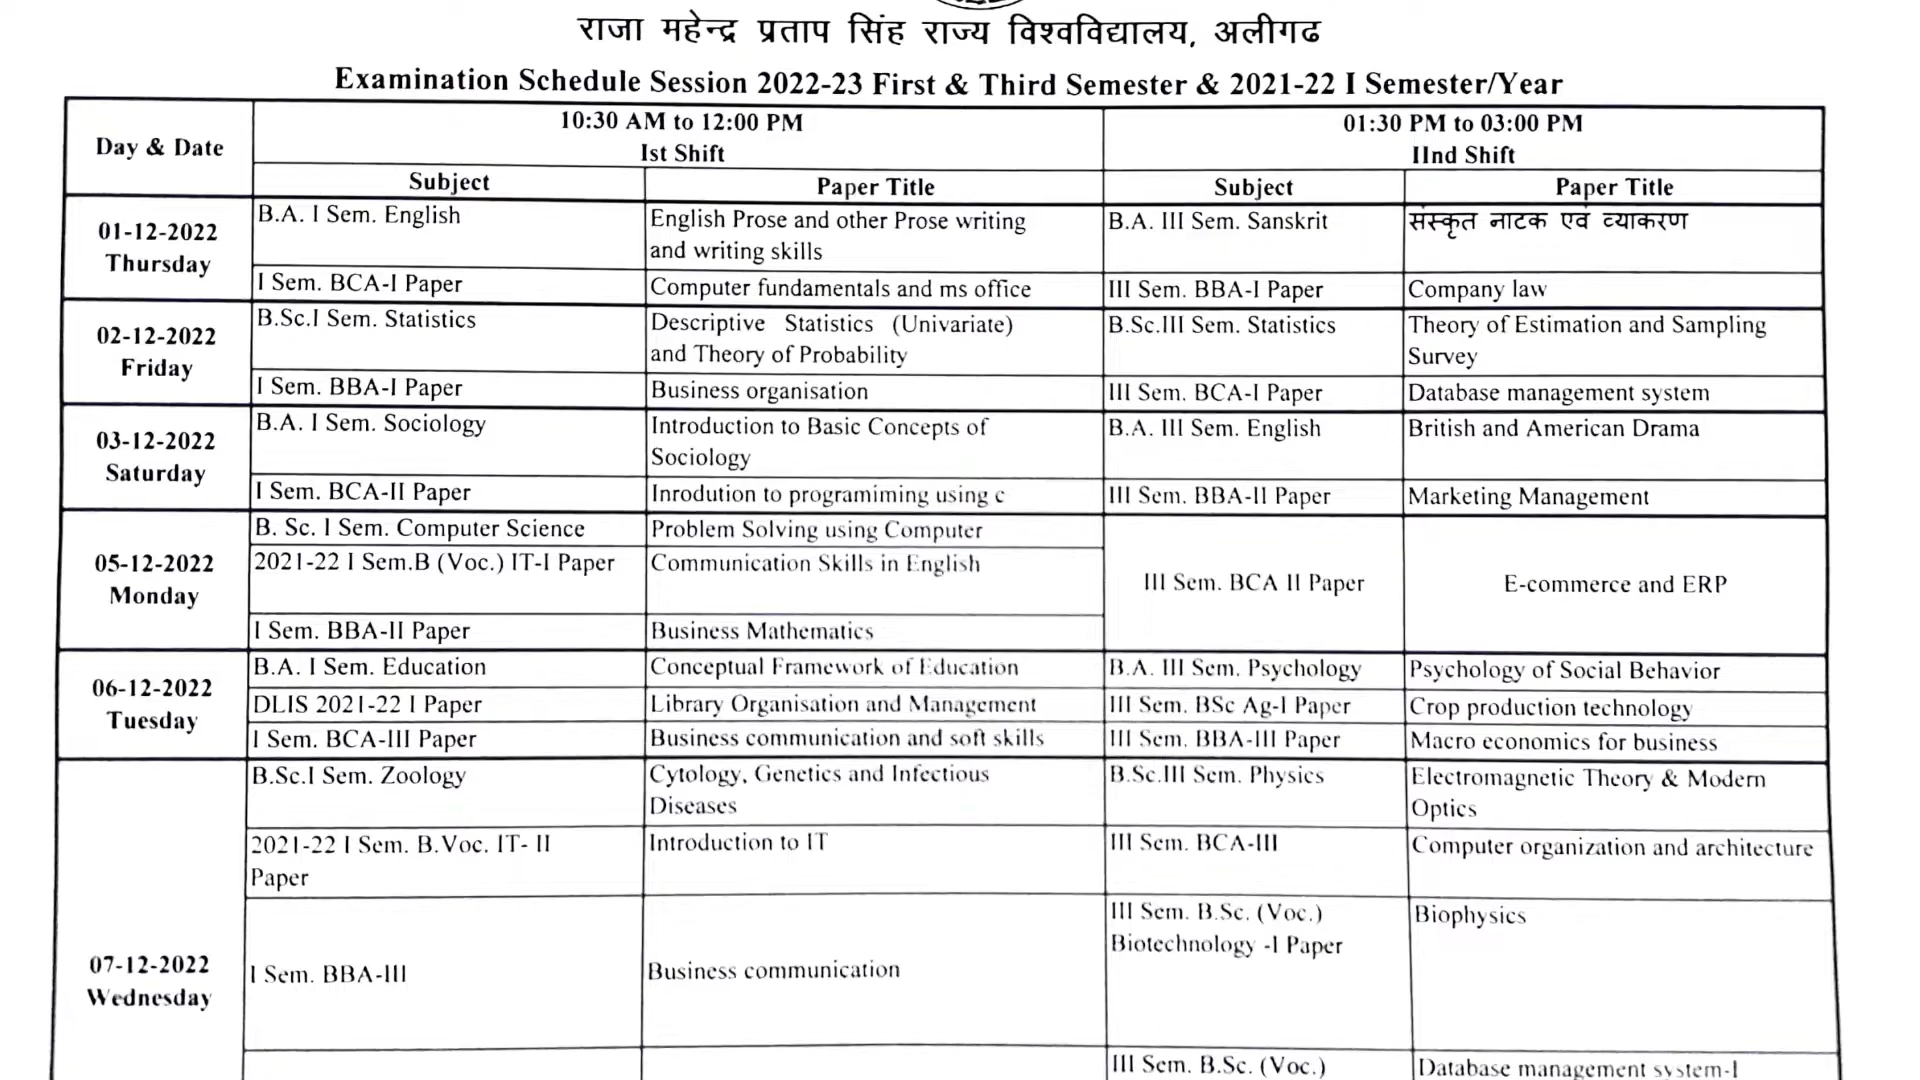 राजा महेन्द्र प्रताप सिंह राज्य विश्वविद्यालय, अलीगढ
Examination Schedule Session 2022-23 First & Third Semester & 2021-22 I Semester/Year
Day & Date
10:30 AM to 12:00 PM
Ist Shift
01:30 PM to 03:00 PM
IInd Shift
Subject
Paper Title
Subject
Paper Title
01-12-2022
Thursday
B.A. I Sem. English
English Prose and other Prose writing
and writing skills
B.A. III Sem. Sanskrit
संस्कृत नाटक एवं व्याकरण
I Sem. BCA-I Paper
Computer fundamentals and ms office
III Sem. BBA-I Paper
Company law
02-12-2022
Friday
B.Sc.I Sem. Statistics
Descriptive Statistics (Univariate)
and Theory of Probability
B.Sc.III Sem. Statistics
Theory of Estimation and Sampling
Survey
I Sem. BBA-I Paper
Business organisation
III Sem. BCA-I Paper
Database management system
03-12-2022
Saturday
B.A. I Sem. Sociology
Introduction to Basic Concepts of
Sociology
B.A. III Sem. English
British and American Drama
I Sem. BCA-II Paper
Inrodution to programiming using c
III Sem. BBA-II Paper
Marketing Management
05-12-2022
Monday
B. Sc. I Sem. Computer Science
Problem Solving using Computer
2021-22 I Sem.B (Voc.) IT-I Paper
Communication Skills in English
III Sem. BCA II Paper
E-commerce and ERP
I Sem. BBA-II Paper
Business Mathematics
06-12-2022
Tuesday
B.A. I Sem. Education
Conceptual Framework of Education
B.A. III Sem. Psychology
Psychology of Social Behavior
DLIS 2021-22 I Paper
Library Organisation and Management
III Sem. BSc Ag-I Paper
Crop production technology
I Sem. BCA-III Paper
Business communication and soft skills
III Sem. BBA-III Paper
Macro economics for business
07-12-2022
Wednesday
B.Sc.I Sem. Zoology
Cytology, Genetics and Infectious
Diseases
B.Sc.III Sem. Physics
Electromagnetic Theory & Modern
Optics
2021-22 I Sem. B.Voc. IT- II
Paper
Introduction to IT
III Sem. BCA-III
Computer organization and architecture
I Sem. BBA-III
Business communication
III Sem. B.Sc. (Voc.)
Biotechnology -I Paper
Biophysics
III Sem. B.Sc. (Voc.)
Database management system-I